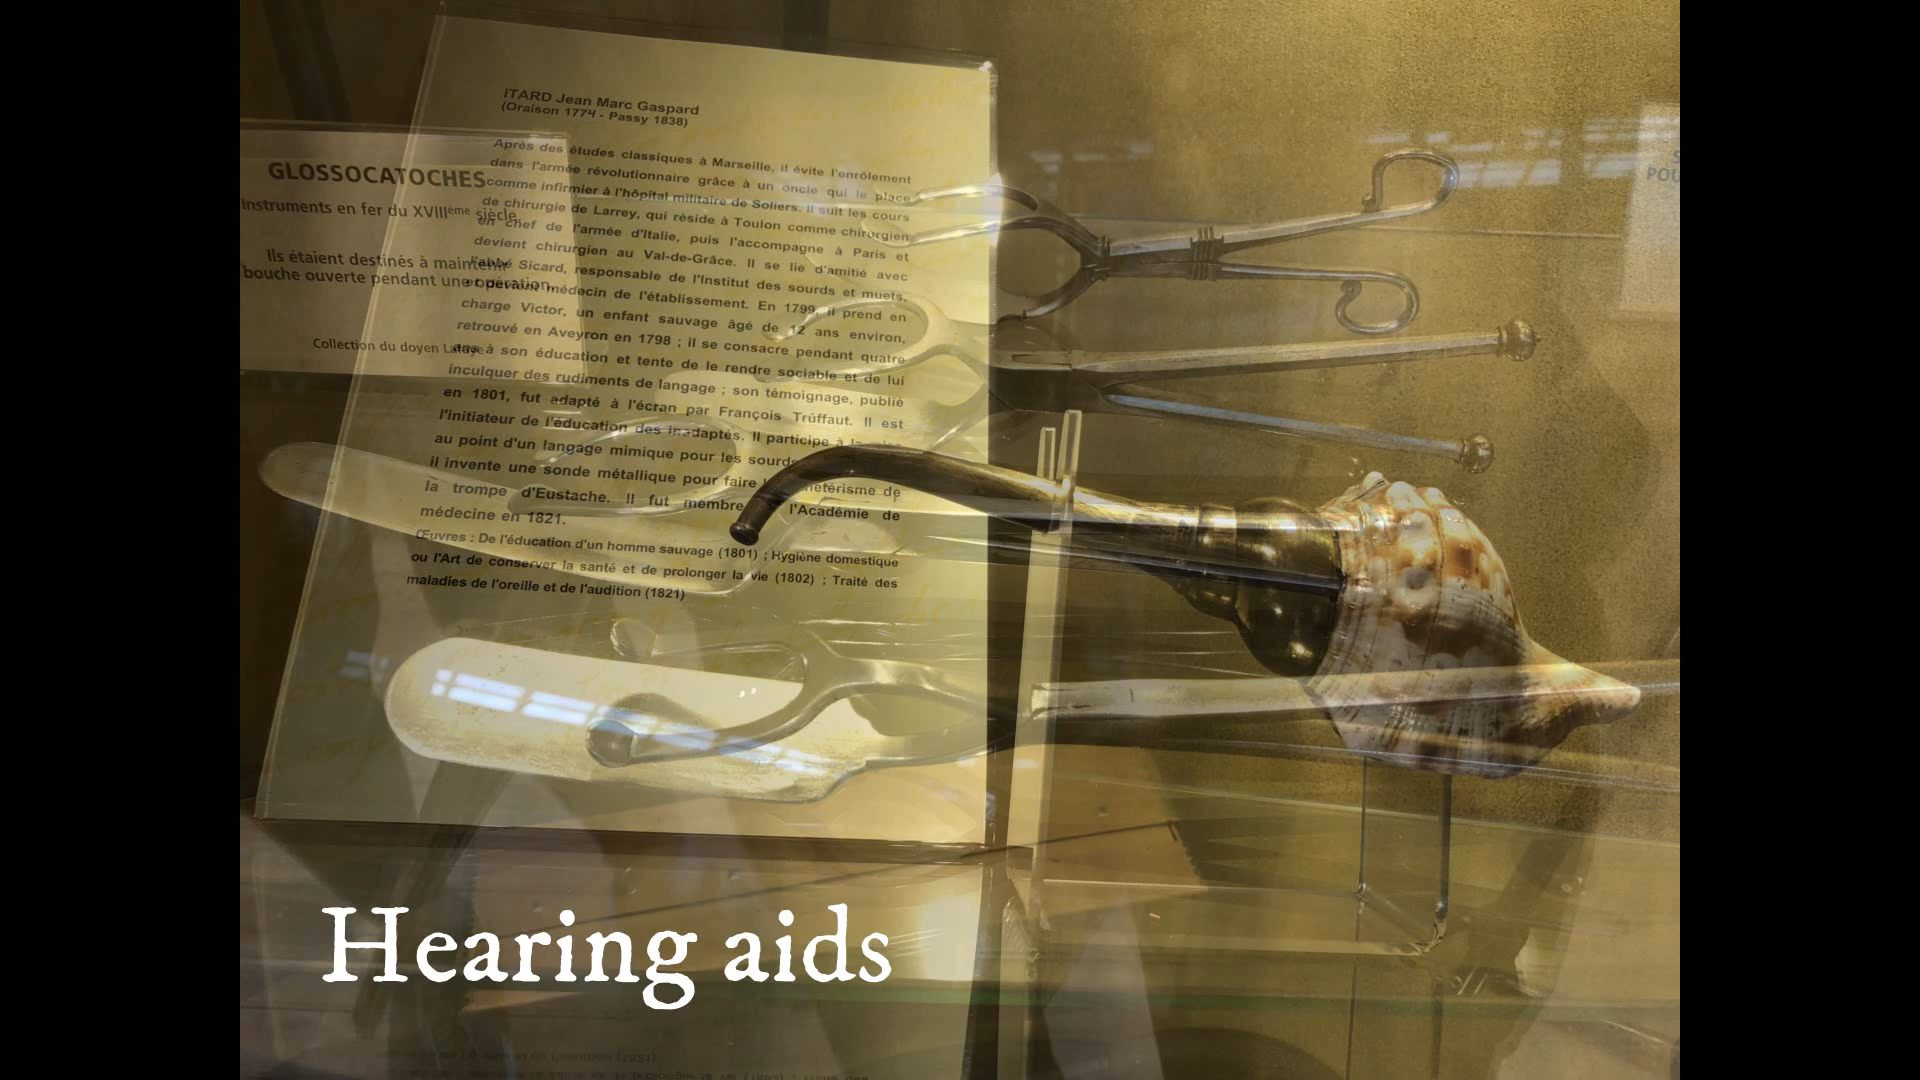 ITARD Jean Marc Gaspard
(Oraison 1774 - Passy 1838)
Après des études classiques à Marseille, il évite l'enrôlement
dans l'armée révolutionnaire grâce à un oncle qui le place
comme infirmier à l'hôpital militaire de Soliers. Il suit les cours
de chirurgie de Larrey, qui réside à Toulon comme chirurgien
en chef de l'armée d'Italie, puis l'accompagne à Paris et
devient chirurgien au Val-de-Grâce. Il se lie d'amitié avec
l'abbé Sicard, responsable de l'Institut des sourds et muets,
et devient médecin de l'établissement. En 1799, il prend en
charge Victor, un enfant sauvage âgé de 12 ans environ,
retrouvé en Aveyron en 1798 ; il se consacre pendant quatre
ans à son éducation et tente de le rendre sociable et de lui
inculquer des rudiments de langage ; son témoignage, publié
en 1801, fut adapté à l'écran par François Trûffaut. Il est
l'initiateur de l'éducation des inadaptés. Il participe à
au point d'un langage mimique pour les sourds
il invente une sonde métallique pour faire
la trompe d'Eustache. Il fut membre l'Académie de
médecine en 1821.
Œuvres : De l'éducation d'un homme sauvage (1801) ; Hygiène domestique
ou l'Art de conserver la santé et de prolonger la vie (1802) ; Traité des
maladies de l'oreille et de l'audition (1821)
GLOSSOCATOCHES
Instruments en fer du XVIIIème siècle.
Ils étaient destinés à maintenir
bouche ouverte pendant une opération.
Collection du doyen
Hearing aids